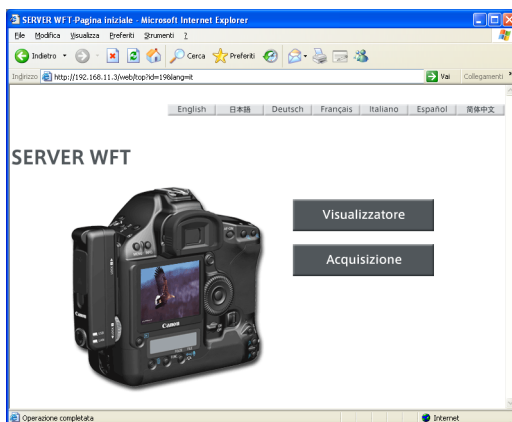 SERVER WFT-Pagina iniziale - Microsoft Internet Explorer
File Modifica Visualizza Preferiti Strumenti ?
Indietro Cerca Preferiti
Indirizzo http://192.168.11.3/web/top?id=198lang=it Vai Collegamenti »
English 日本語 Deutsch Français Italiano Español 简体中文
SERVER WFT
Visualizzatore
Acquisizione
Canon
Canon
Operazione completata Internet